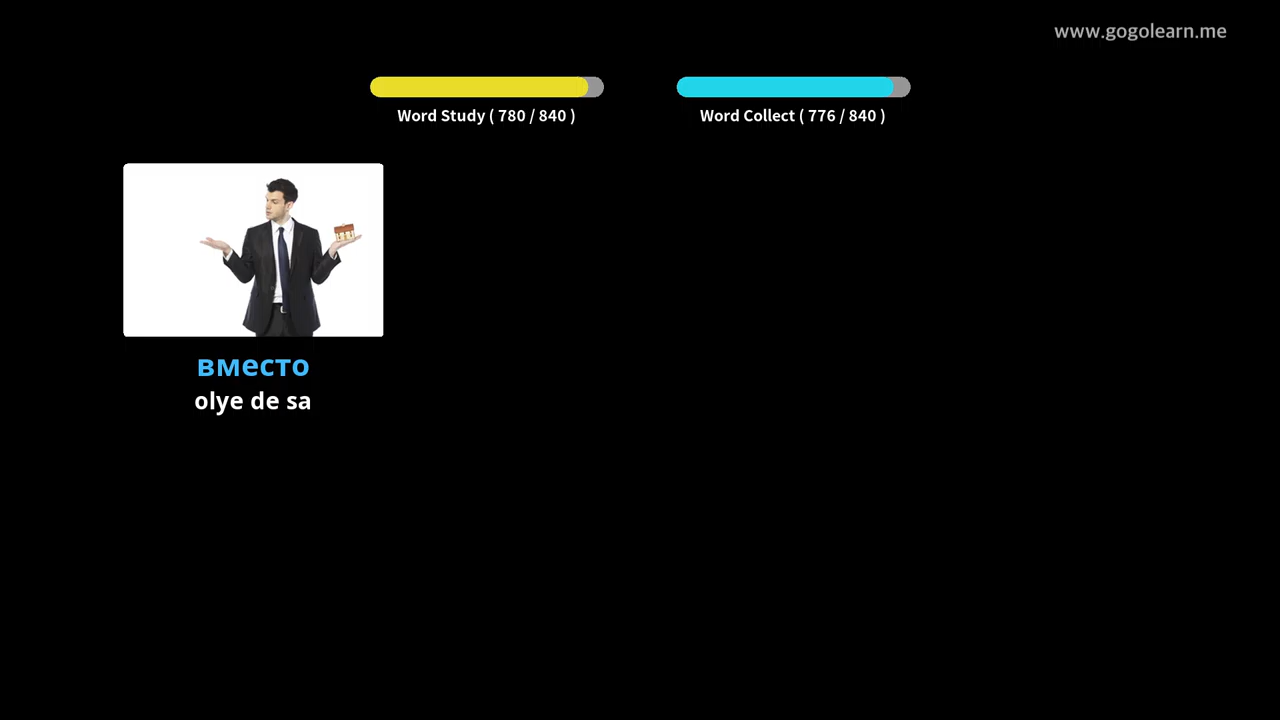 www.gogolearn.me
Word Study ( 780 / 840 )
Word Collect ( 776 / 840 )
вместо
olye de sa